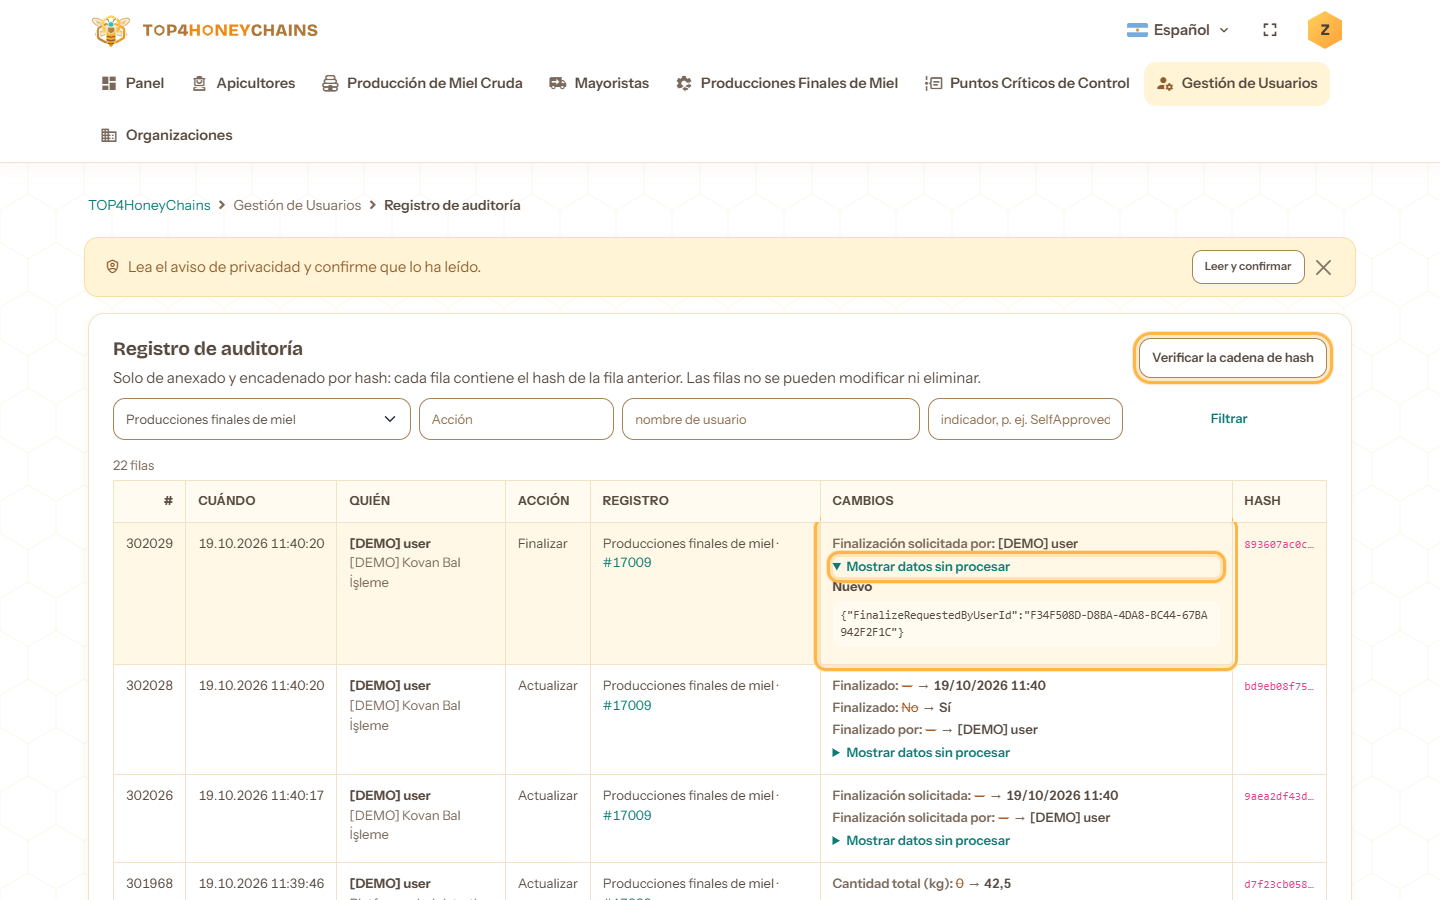 TOP4HONEYCHAINS
Español
Z
Panel
Apicultores
Producción de Miel Cruda
Mayoristas
Producciones Finales de Miel
Puntos Críticos de Control
Gestión de Usuarios
Organizaciones
TOP4HoneyChains > Gestión de Usuarios > Registro de auditoría
Lea el aviso de privacidad y confirme que lo ha leído.
Leer y confirmar
Registro de auditoría
Verificar la cadena de hash
Solo de anexado y encadenado por hash: cada fila contiene el hash de la fila anterior. Las filas no se pueden modificar ni eliminar.
Producciones finales de miel
Acción
nombre de usuario
indicador, p. ej. SelfApproved
Filtrar
22 filas
# CUÁNDO QUIÉN ACCIÓN REGISTRO CAMBIOS HASH
302029 19.10.2026 11:40:20
[DEMO] user
[DEMO] Kovan Bal
İşleme
Finalizar
Producciones finales de miel ·
#17009
Finalización solicitada por: [DEMO] user
▼ Mostrar datos sin procesar
Nuevo
{"FinalizeRequestedByUserId":"F34F508D-D8BA-4DA8-BC44-67BA
942F2F1C"}
893607ac0c…
302028 19.10.2026 11:40:20
[DEMO] user
[DEMO] Kovan Bal
İşleme
Actualizar
Producciones finales de miel ·
#17009
Finalizado: — → 19/10/2026 11:40
Finalizado: No → Sí
Finalizado por: — → [DEMO] user
▶ Mostrar datos sin procesar
bd9eb08f75…
302026 19.10.2026 11:40:17
[DEMO] user
[DEMO] Kovan Bal
İşleme
Actualizar
Producciones finales de miel ·
#17009
Finalización solicitada: — → 19/10/2026 11:40
Finalización solicitada por: — → [DEMO] user
▶ Mostrar datos sin procesar
9aea2df43d…
301968 19.10.2026 11:39:46
[DEMO] user
Actualizar
Producciones finales de miel ·
Cantidad total (kg): 0 → 42,5
d7f23cb058…